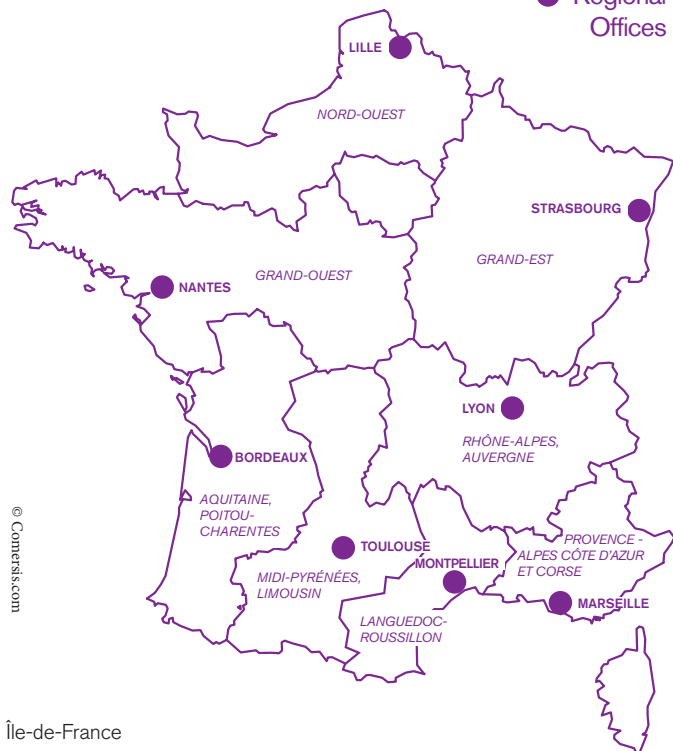 Regional
Offices
LILLE
NORD-OUEST
STRASBOURG
GRAND-EST
GRAND-OUEST
NANTES
LYON
RHÔNE-ALPES,
AUVERGNE
BORDEAUX
AQUITAINE,
POITOU-
CHARENTES
TOULOUSE
MIDI-PYRÉNÉES,
LIMOUSIN
MONTPELLIER
LANGUEDOC-
ROUSSILLON
PROVENCE -
ALPES CÔTE D'AZUR
ET CORSE
MARSEILLE
© Comersis.com
Île-de-France